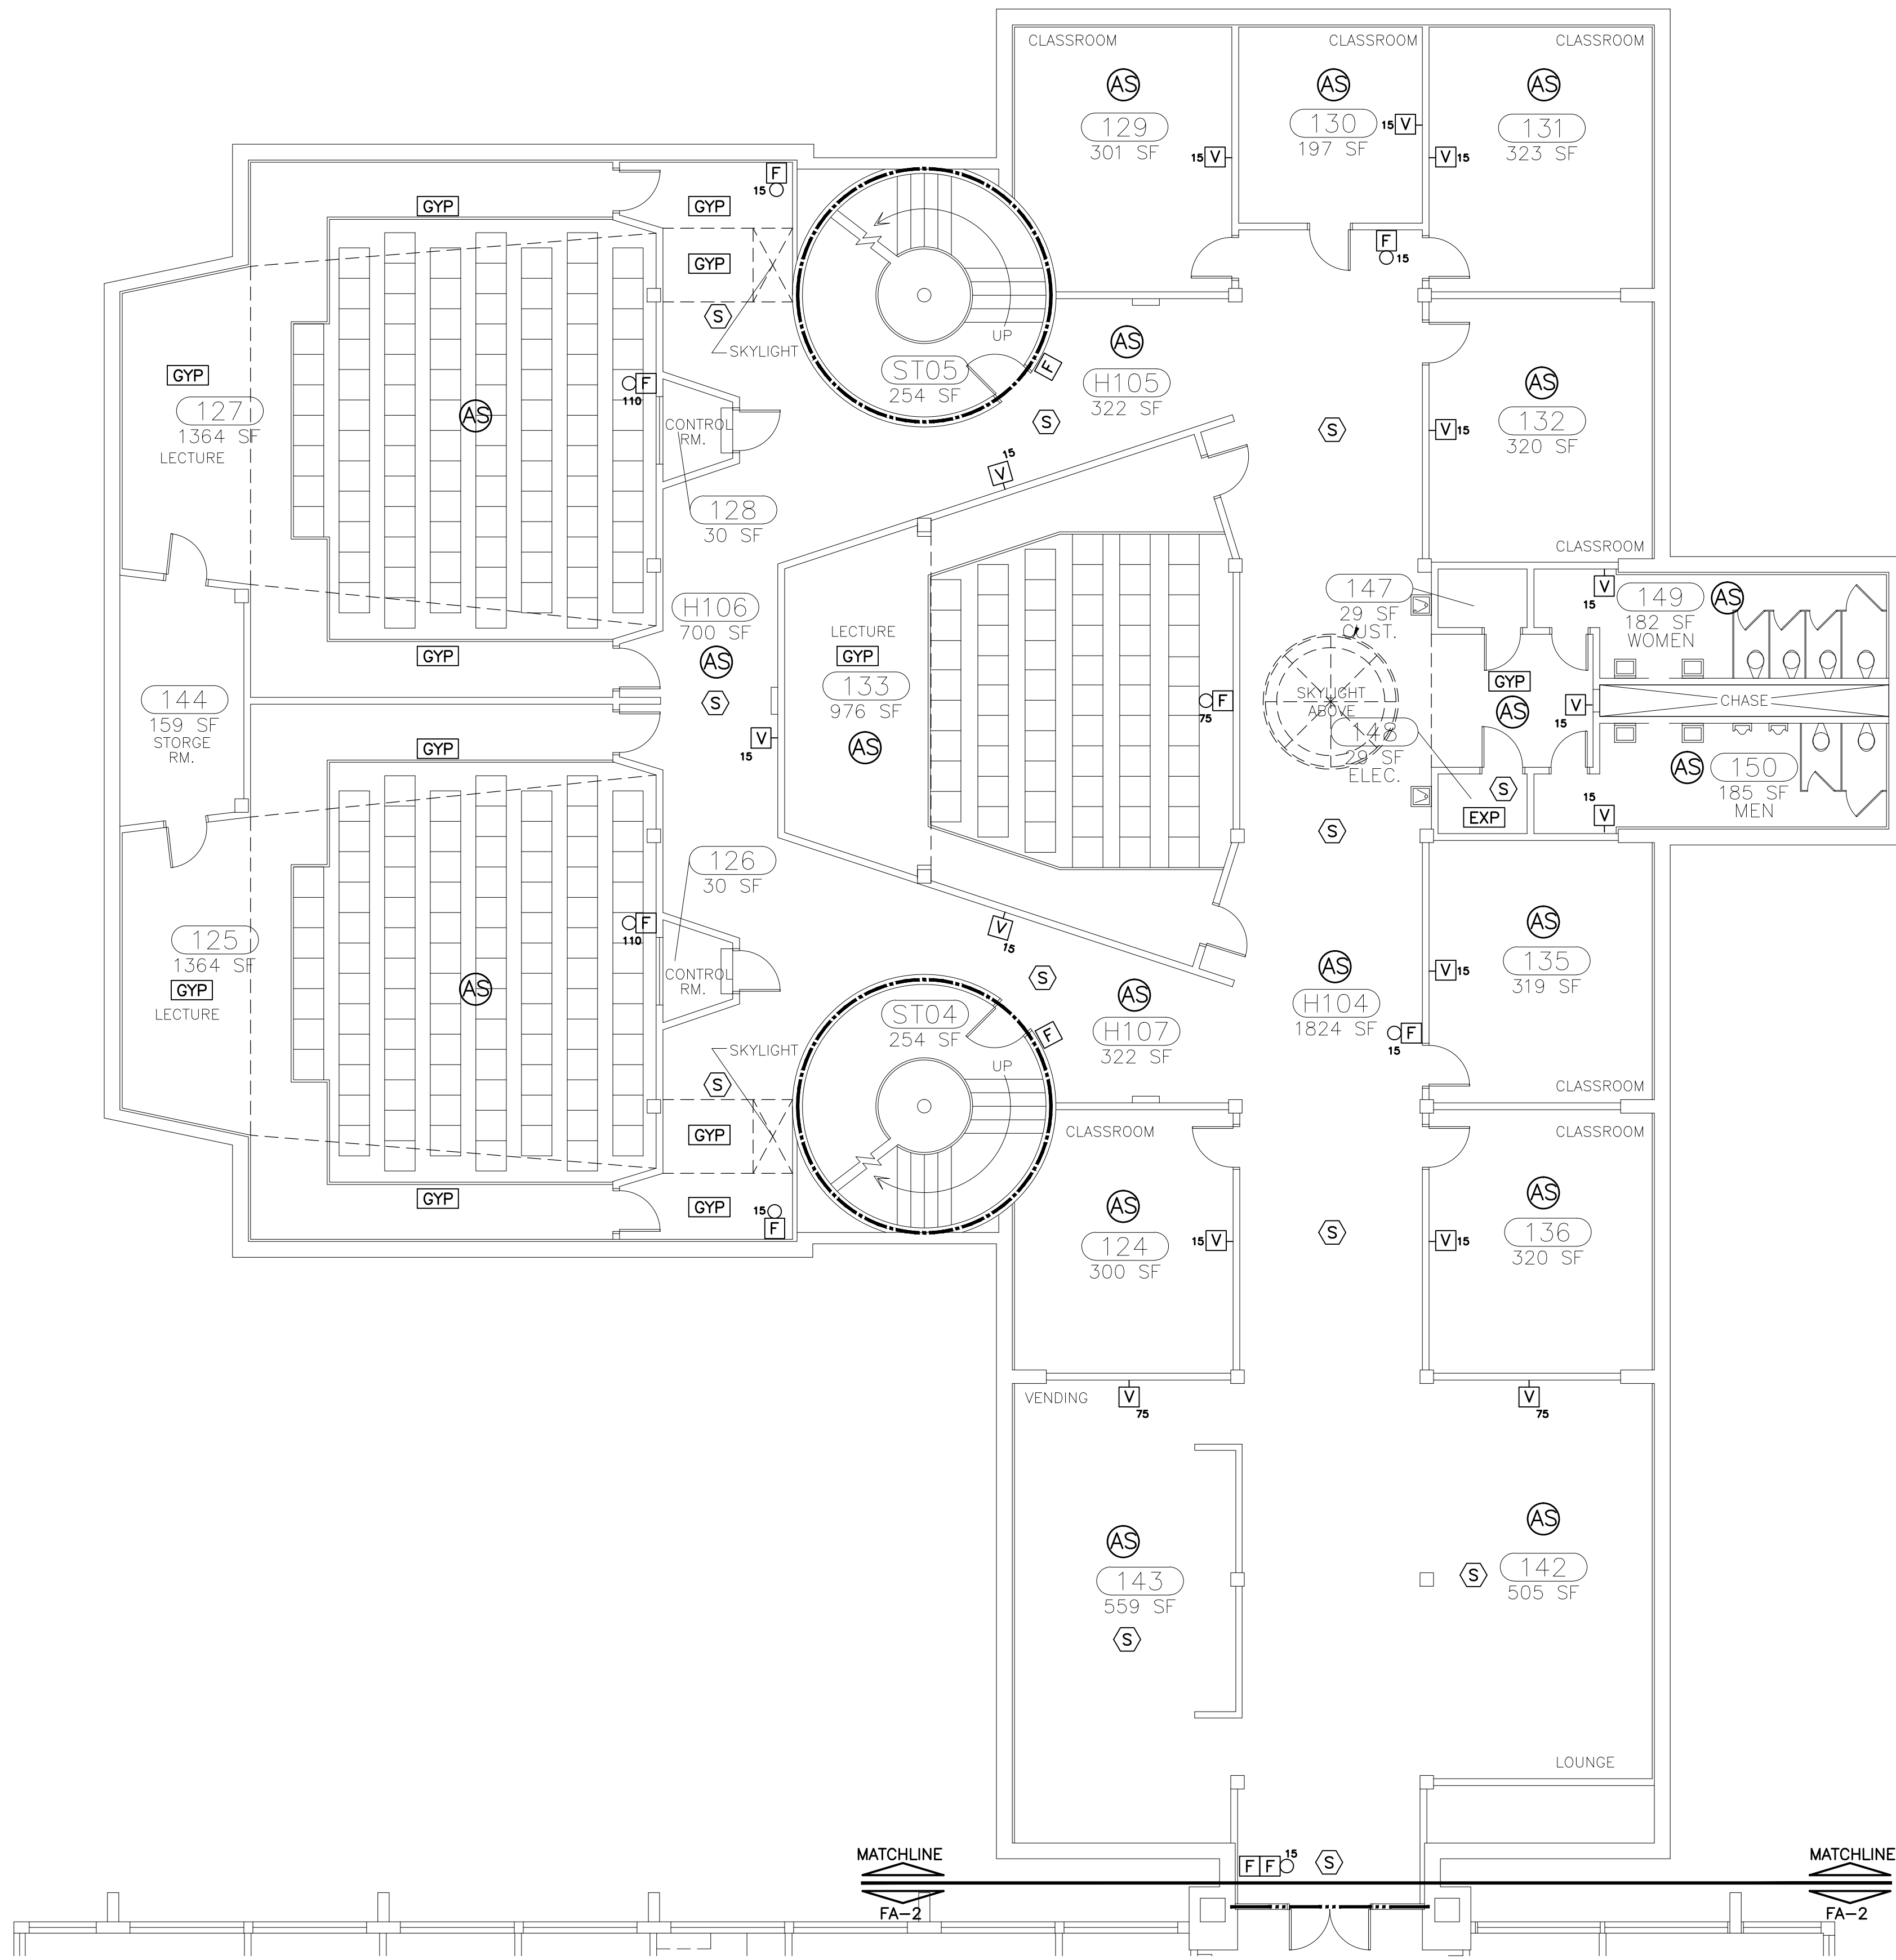 CLASSROOM
CLASSROOM
CLASSROOM
AS
AS
AS
129
301 SF
130
197 SF
131
323 SF
15 V
15 V
V 15
F
15
GYP
GYP
GYP
S
SKYLIGHT
F
15
UP
ST05
254 SF
F
AS
H105
322 SF
S
S
AS
132
320 SF
V 15
CLASSROOM
GYP
127
1364 SF
LECTURE
AS
F
110
CONTROL
RM.
128
30 SF
15
V
GYP
H106
700 SF
AS
S
LECTURE
GYP
133
976 SF
AS
V
15
F
75
147
29 SF
CUST.
SKYLIGHT
ABOVE
148
29 SF
ELEC.
V
15
149
182 SF
WOMEN
AS
GYP
AS
V
15
CHASE
S
EXP
15
V
AS
150
185 SF
MEN
144
159 SF
STORGE
RM.
GYP
S
126
30 SF
F
110
CONTROL
RM.
125
1364 SF
GYP
LECTURE
AS
V
15
S
AS
H107
322 SF
AS
H104
1824 SF
F
15
AS
135
319 SF
V 15
CLASSROOM
ST04
254 SF
F
UP
SKYLIGHT
S
GYP
GYP
GYP
15
F
CLASSROOM
AS
124
300 SF
15 V
S
CLASSROOM
AS
136
320 SF
V 15
VENDING
V
75
V
75
AS
143
559 SF
S
AS
142
505 SF
S
LOUNGE
MATCHLINE
FA-2
F F
15
S
MATCHLINE
FA-2